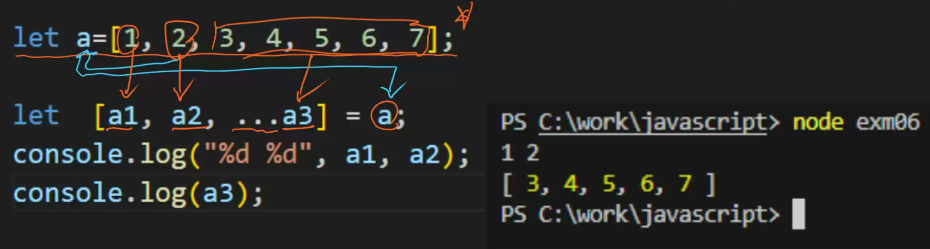 let a=[1, 2, 3, 4, 5, 6, 7];
let  [a1, a2, ...a3] = a;
console.log("%d %d", a1, a2);
console.log(a3);
PS C:\work\javascript> node exm06
1 2
[ 3, 4, 5, 6, 7 ]
PS C:\work\javascript>